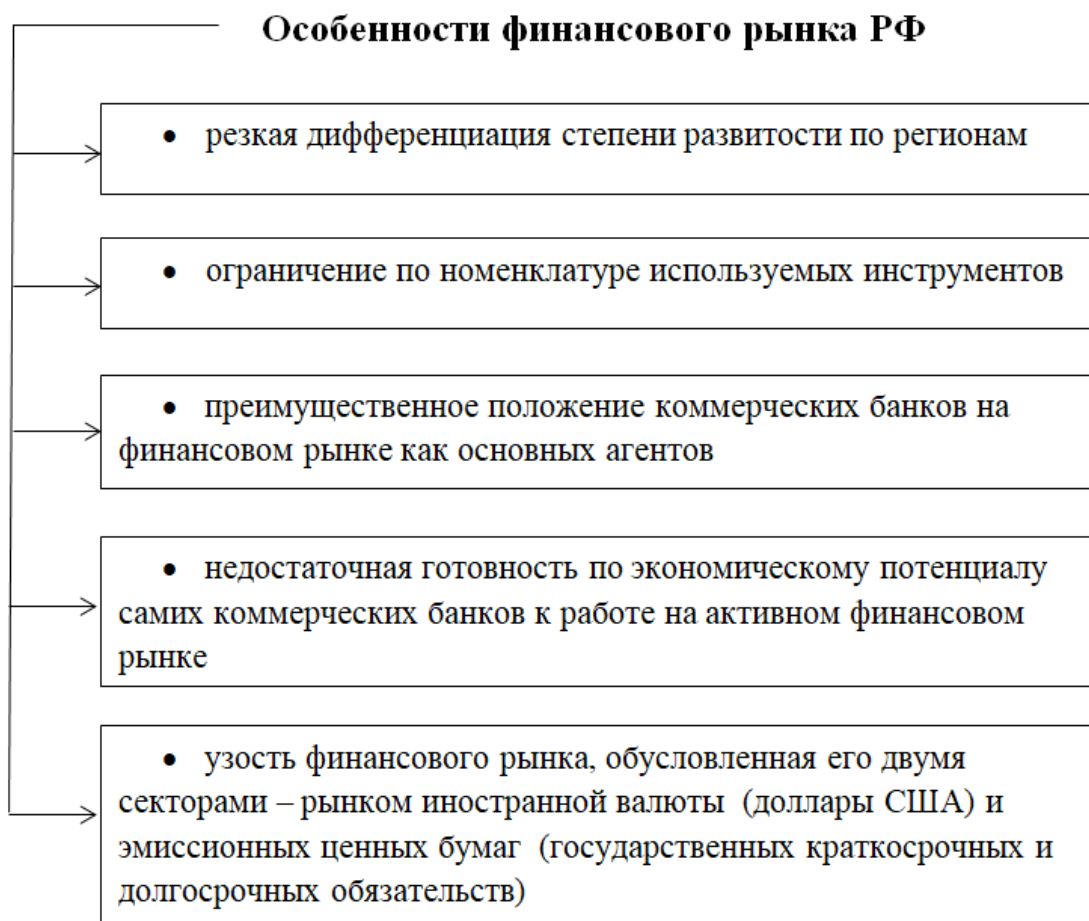 Особенности финансового рынка РФ
• резкая дифференциация степени развитости по регионам
• ограничение по номенклатуре используемых инструментов
• преимущественное положение коммерческих банков на
финансовом рынке как основных агентов
• недостаточная готовность по экономическому потенциалу
самих коммерческих банков к работе на активном финансовом
рынке
• узость финансового рынка, обусловленная его двумя
секторами – рынком иностранной валюты (доллары США) и
эмиссионных ценных бумаг (государственных краткосрочных и
долгосрочных обязательств)